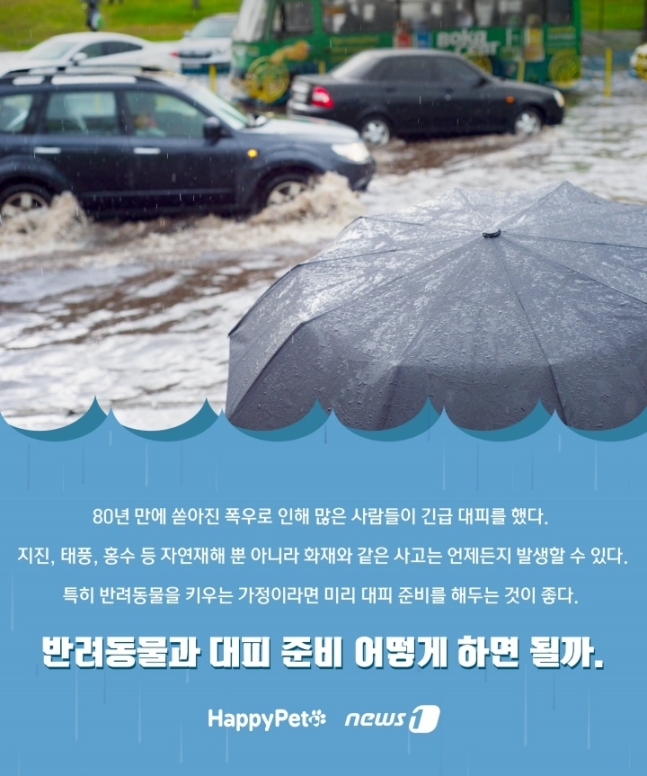 80년 만에 쏟아진 폭우로 인해 많은 사람들이 긴급 대피를 했다.
지진, 태풍, 홍수 등 자연재해 뿐 아니라 화재와 같은 사고는 언제든지 발생할 수 있다.
특히 반려동물을 키우는 가정이라면 미리 대피 준비를 해두는 것이 좋다.
반려동물과 대피 준비 어떻게 하면 될까.
HappyPet news1